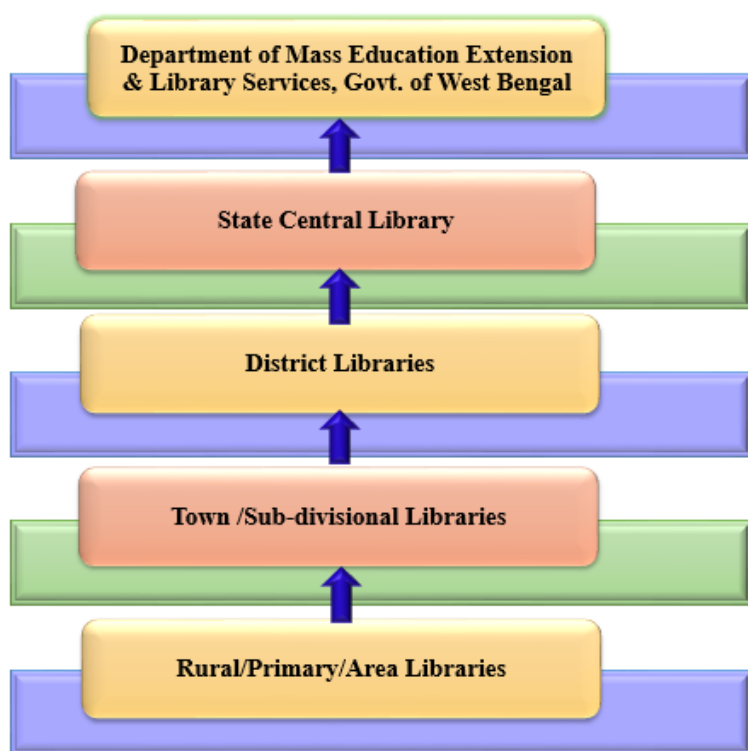 Department of Mass Education Extension
& Library Services, Govt. of West Bengal
State Central Library
District Libraries
Town /Sub-divisional Libraries
Rural/Primary/Area Libraries